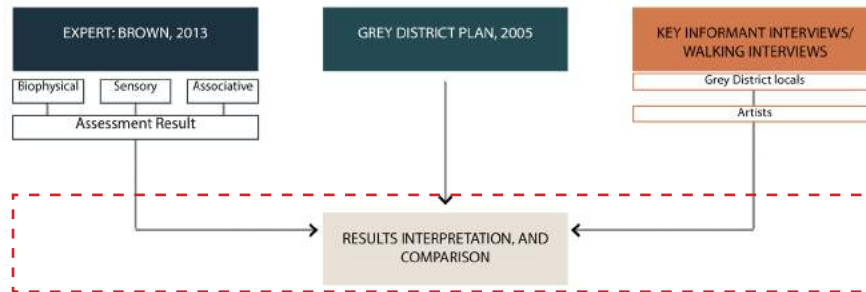 EXPERT: BROWN, 2013
Biophysical
Sensory
Associative
Assessment Result
GREY DISTRICT PLAN, 2005
KEY INFORMANT INTERVIEWS/
WALKING INTERVIEWS
Grey District locals
Artists
RESULTS INTERPRETATION, AND
COMPARISON